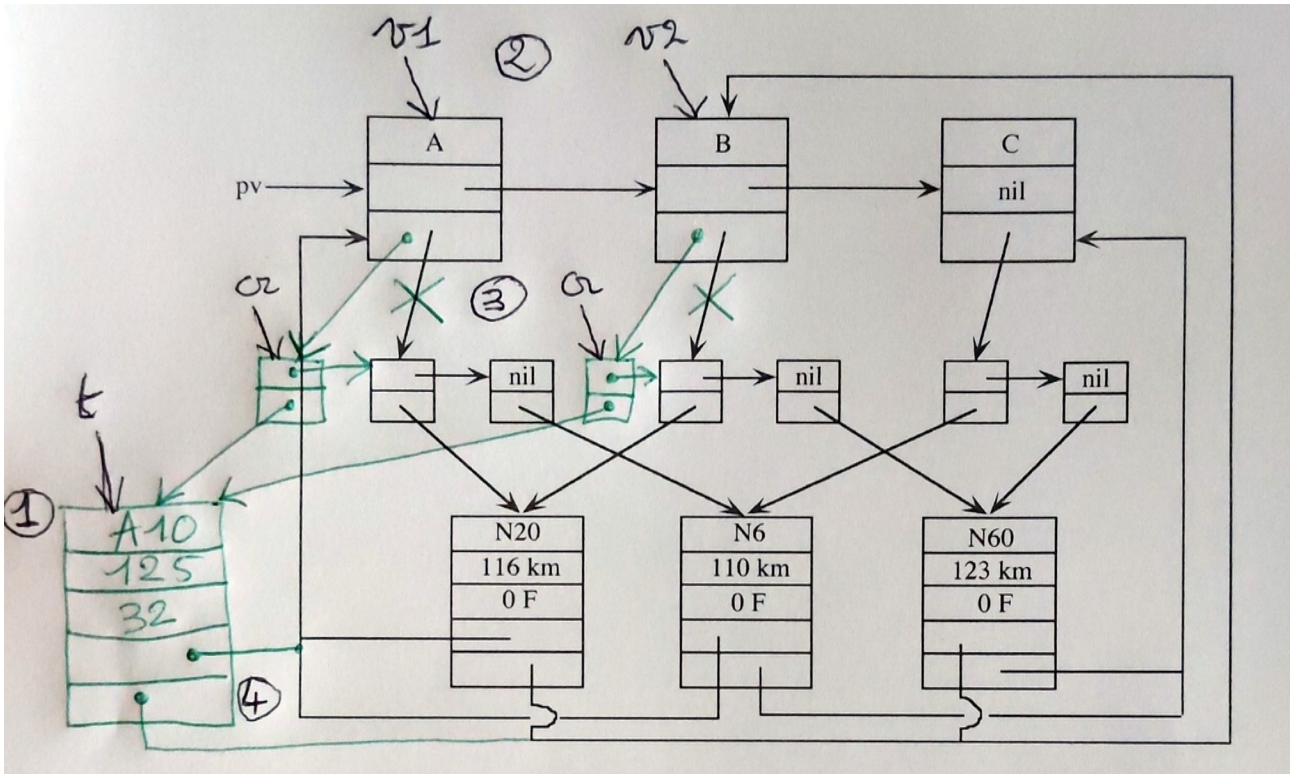 v1 ② v2
A B C
pv nil
cr ③ cr
t nil nil nil
① A10
N20 N6 N60
125 116 km 110 km 123 km
32 0 F 0 F 0 F
④